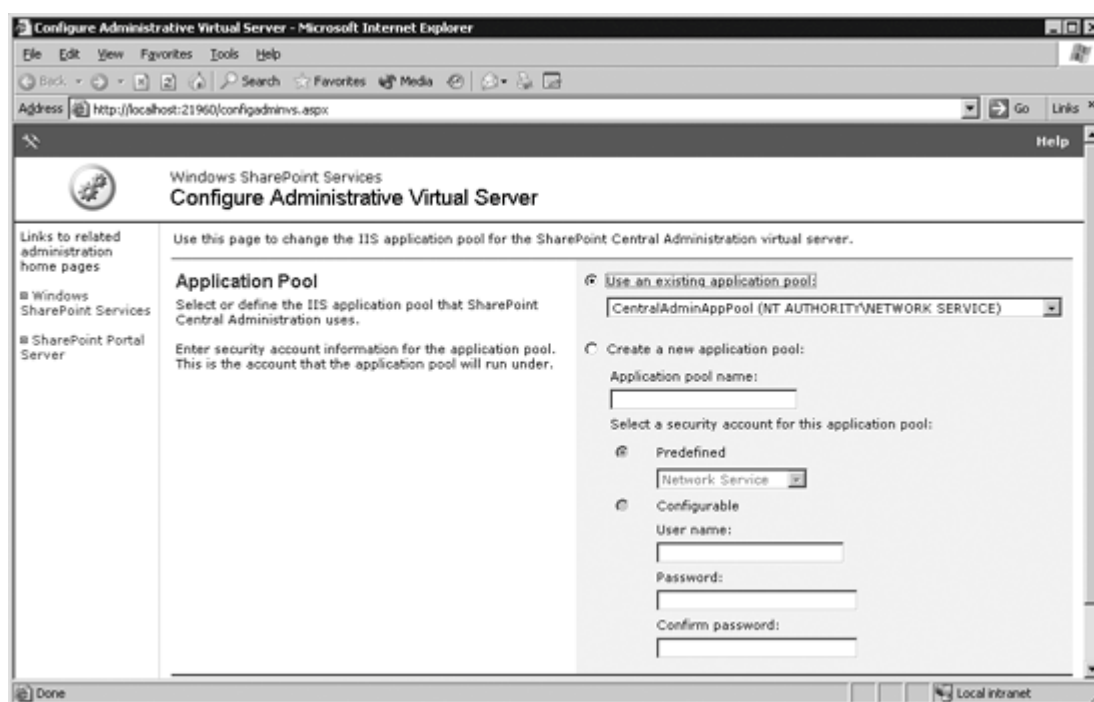 Configure Administrative Virtual Server - Microsoft Internet Explorer
File Edit View Favorites Tools Help
Back Search Favorites Media
Address http://localhost:21960/configadminvs.aspx Go Links »
Help
Windows SharePoint Services
Configure Administrative Virtual Server
Links to related
administration
home pages
Windows
SharePoint Services
SharePoint Portal
Server
Use this page to change the IIS application pool for the SharePoint Central Administration virtual server.
Application Pool
Select or define the IIS application pool that SharePoint
Central Administration uses.
Enter security account information for the application pool.
This is the account that the application pool will run under.
Use an existing application pool:
CentralAdminAppPool (NT AUTHORITY\NETWORK SERVICE)
Create a new application pool:
Application pool name:
Select a security account for this application pool:
Predefined
Network Service
Configurable
User name:
Password:
Confirm password:
Done
Local intranet